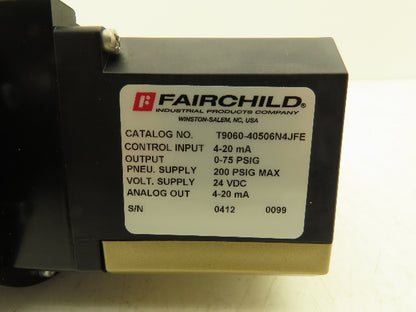 FAIRCHILD®
INDUSTRIAL PRODUCTS COMPANY
WINSTON-SALEM, NC, USA
CATALOG NO. T9060-40506N4JFE
CONTROL INPUT 4-20 mA
OUTPUT 0-75 PSIG
PNEU. SUPPLY 200 PSIG MAX
VOLT. SUPPLY 24 VDC
ANALOG OUT 4-20 mA
S/N 0412 0099